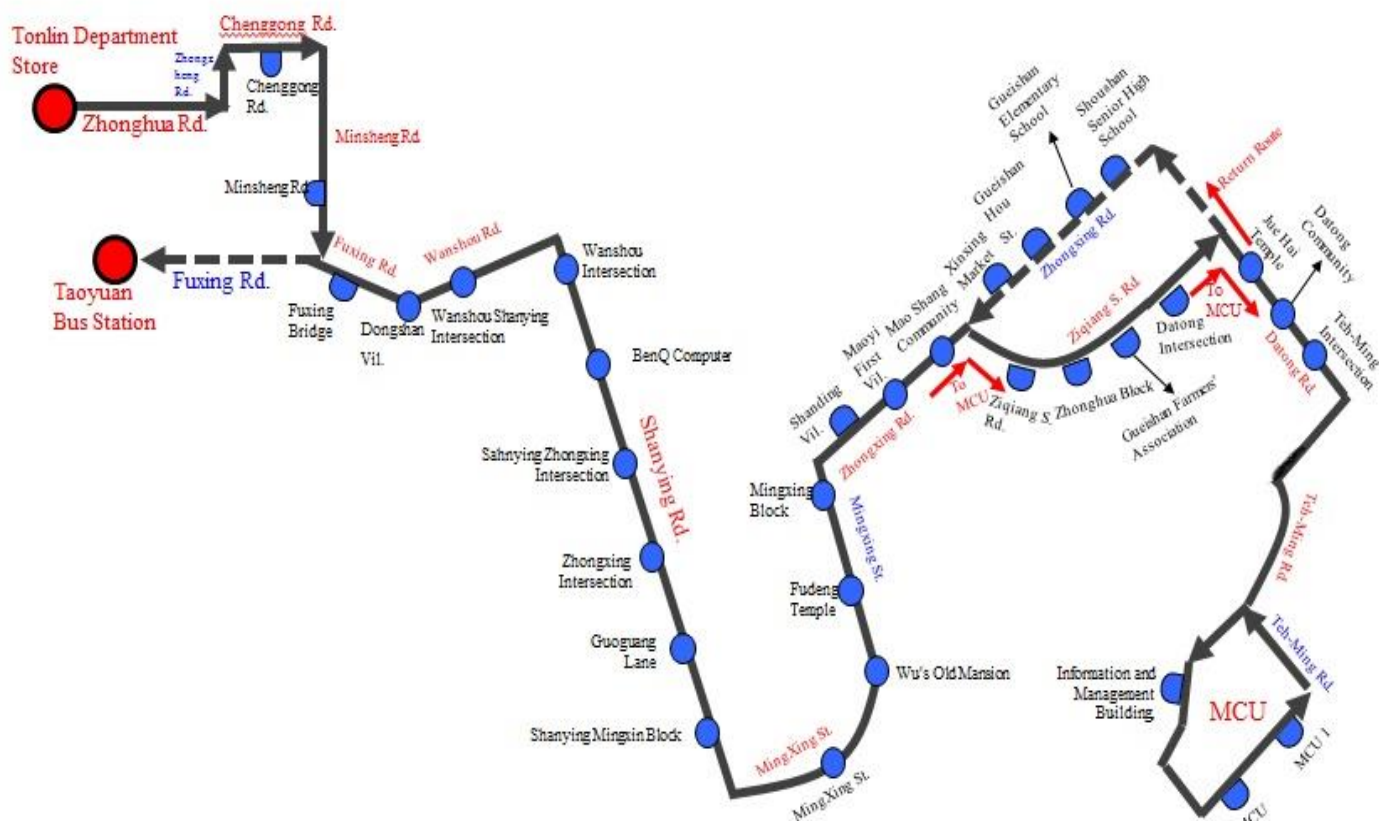 Tonlin Department
Store
Zhonghua Rd.
Zhongz
heng
Rd.
Chenggong Rd.
Chenggong
Rd.
Minsheng Rd.
Minsheng Rd.
Taoyuan
Bus Station
Fuxing Rd.
Fuxing Rd.
Fuxing
Bridge
Dongshan
Vil.
Wanshou Rd.
Wanshou Shanying
Intersection
Wanshou
Intersection
BenQ Computer
Sahnying Zhongxing
Intersection
Shanying Rd.
Zhongxing
Intersection
Guoguang
Lane
Shanying Mingxin Block
MingXing St.
MingXing St.
Wu's Old Mansion
Fudeng
Temple
Mingxing St.
Mingxing
Block
Zhongxing Rd.
Shanding
Vil.
Maoyi
First
Vil.
Mao Shang
Community
Xinxing
Market
Gueishan
Hou
St.
Gueishan
Elementary
School
Shoushan
Senior High
School
Zhongxing Rd.
To
MCU
Ziqiang S.
Rd.
Zhonghua Block
Gueishan Farmers'
Association
Ziqiang S. Rd
Datong
Intersection
To
MCU
Return Route
Jue Hai
Temple
Datong
Community
Teh-Ming
Intersection
Datong Rd.
Teh-Ming Rd.
Teh-Ming Rd.
Information and
Management
Building,
MCU
MCU 1
MCU